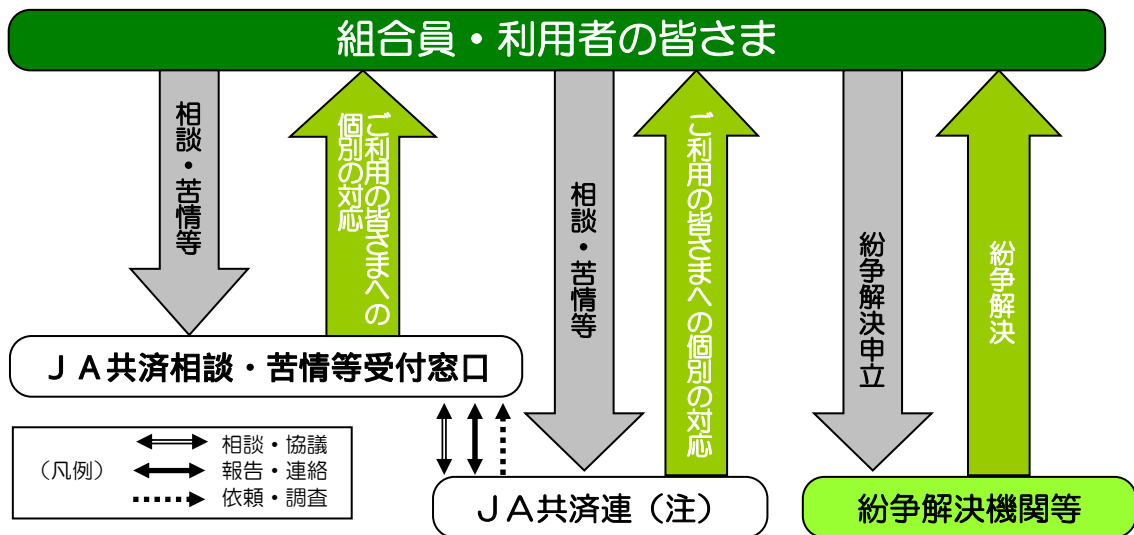 組合員・利用者の皆さま
相談・苦情等
ご利用の皆さまへの
個別の対応
相談・苦情等
ご利用の皆さまへの個別の対応
紛争解決申立
紛争解決
ＪＡ共済相談・苦情等受付窓口
（凡例）
相談・協議
報告・連絡
依頼・調査
ＪＡ共済連（注）
紛争解決機関等